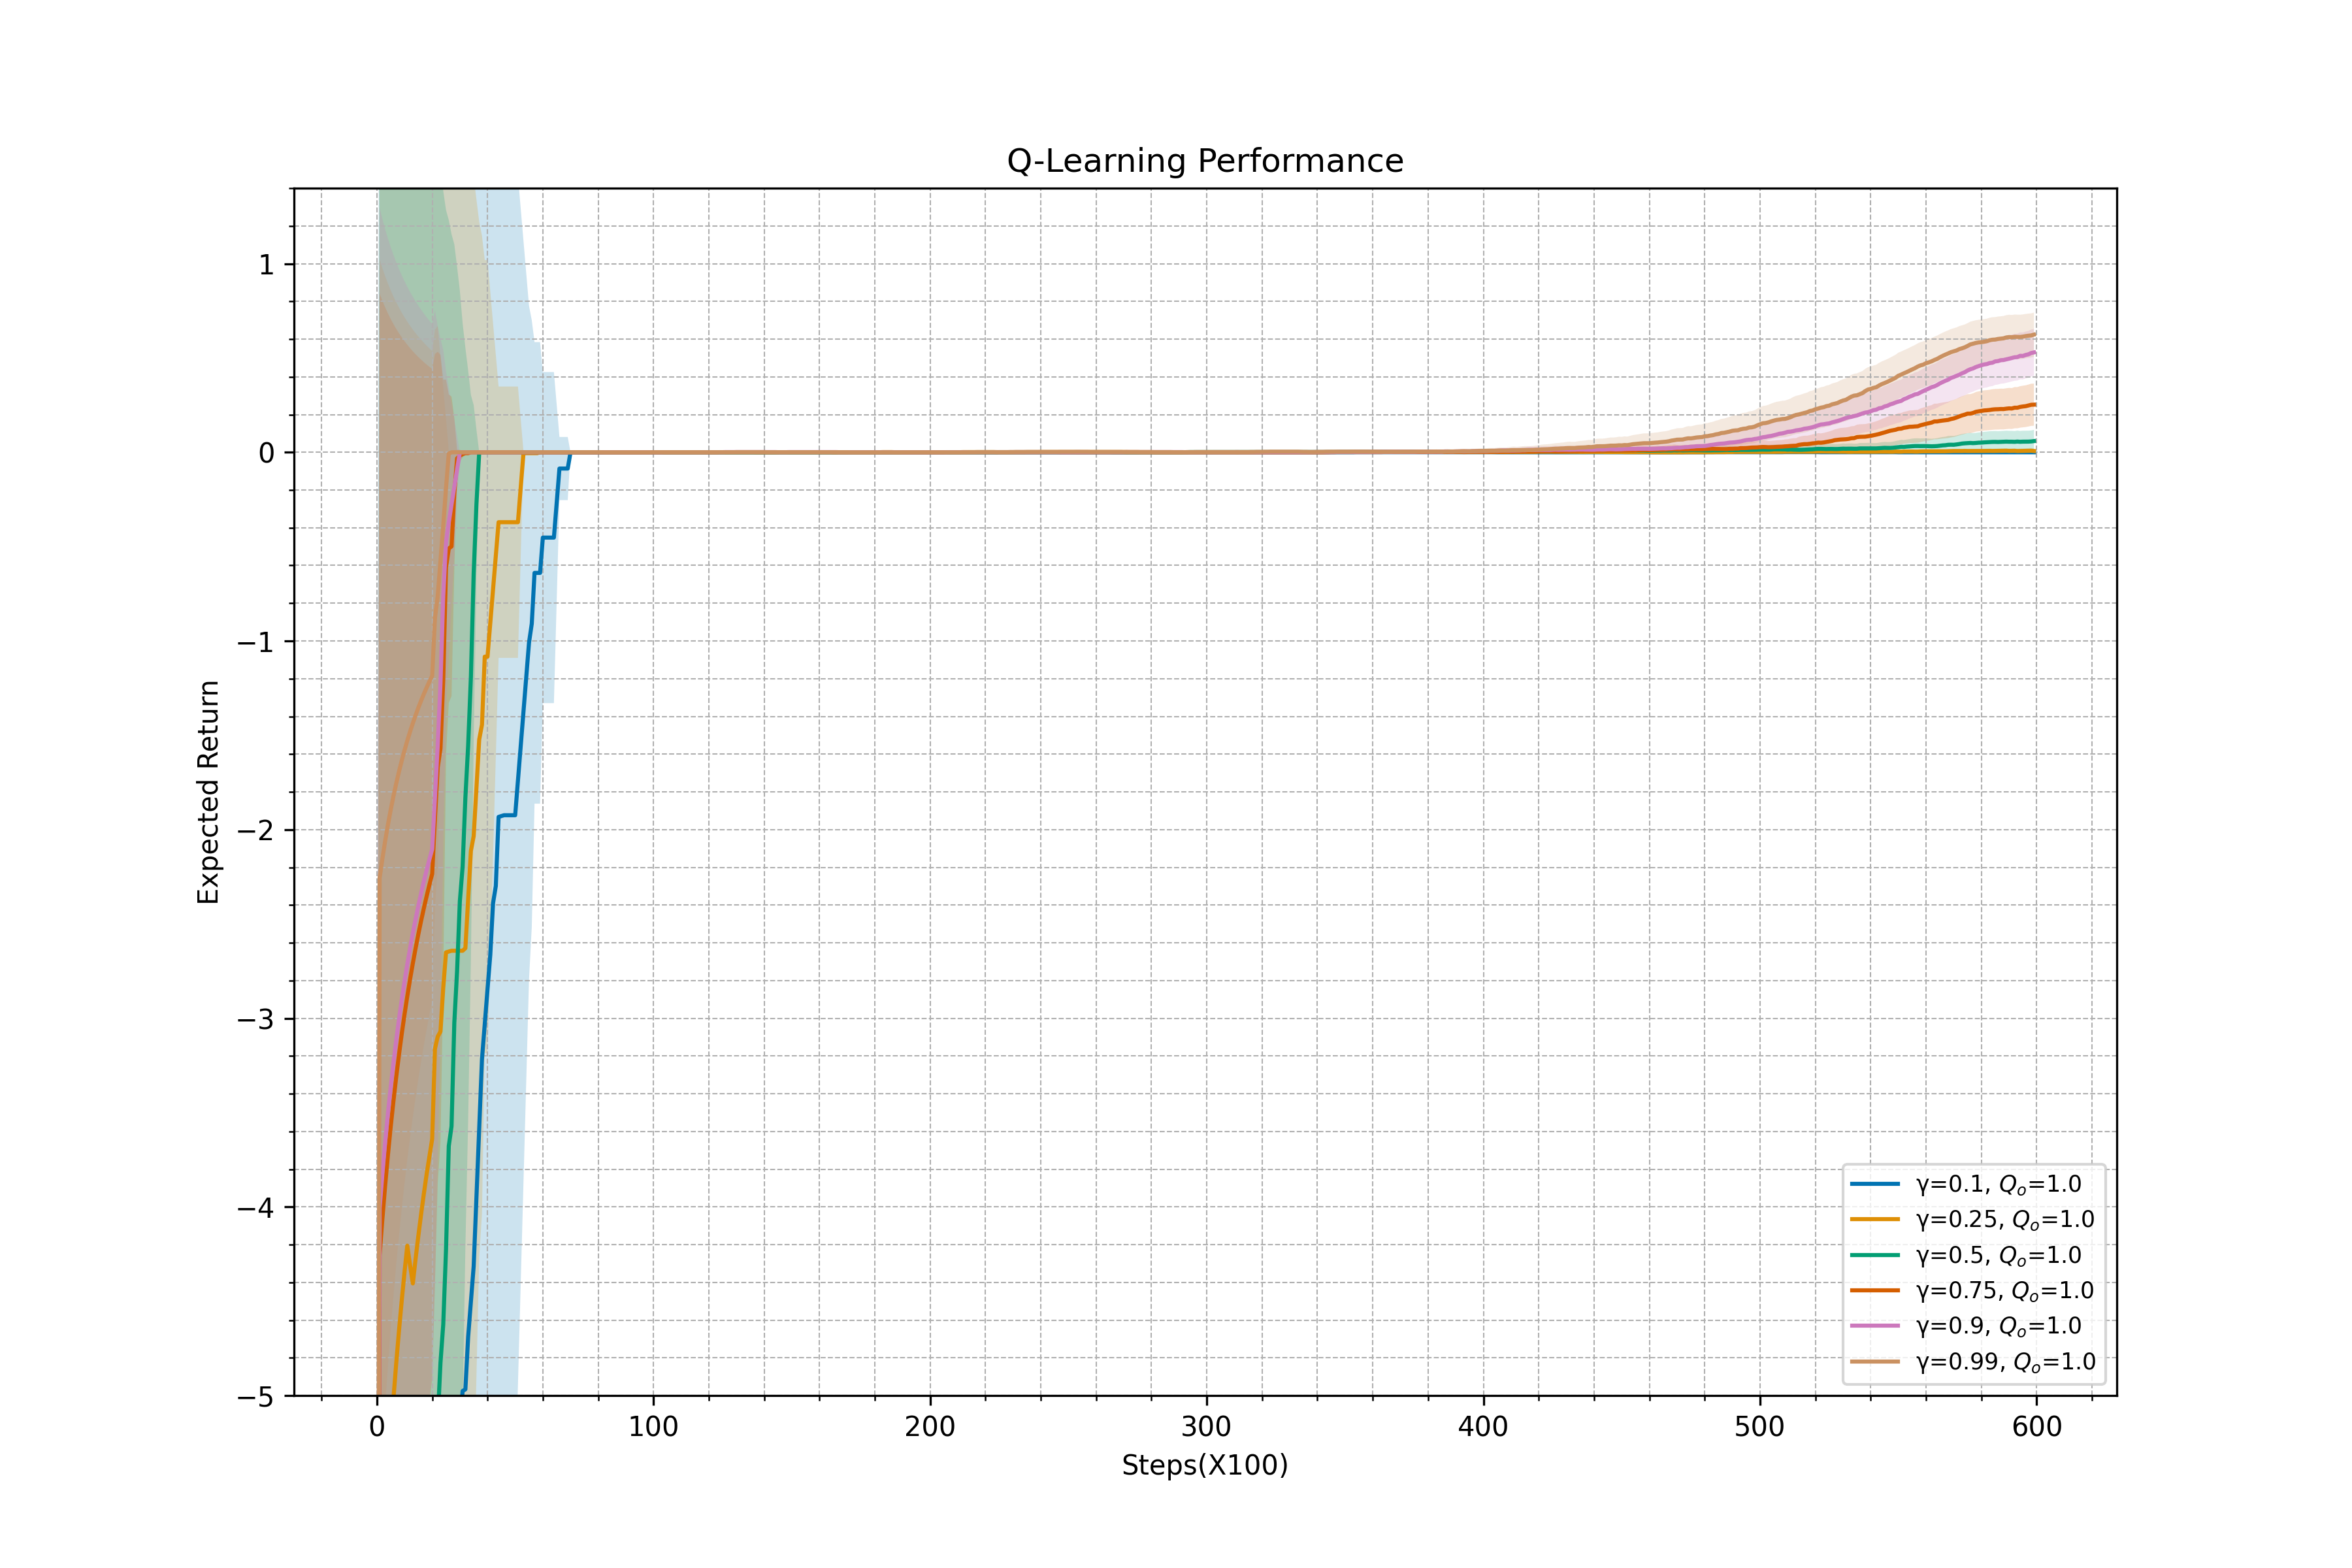 Q-Learning Performance
Expected Return
1
0
−1
−2
−3
−4
−5
0 100 200 300 400 500 600
Steps(X100)
γ=0.1, Qₒ=1.0
γ=0.25, Qₒ=1.0
γ=0.5, Qₒ=1.0
γ=0.75, Qₒ=1.0
γ=0.9, Qₒ=1.0
γ=0.99, Qₒ=1.0